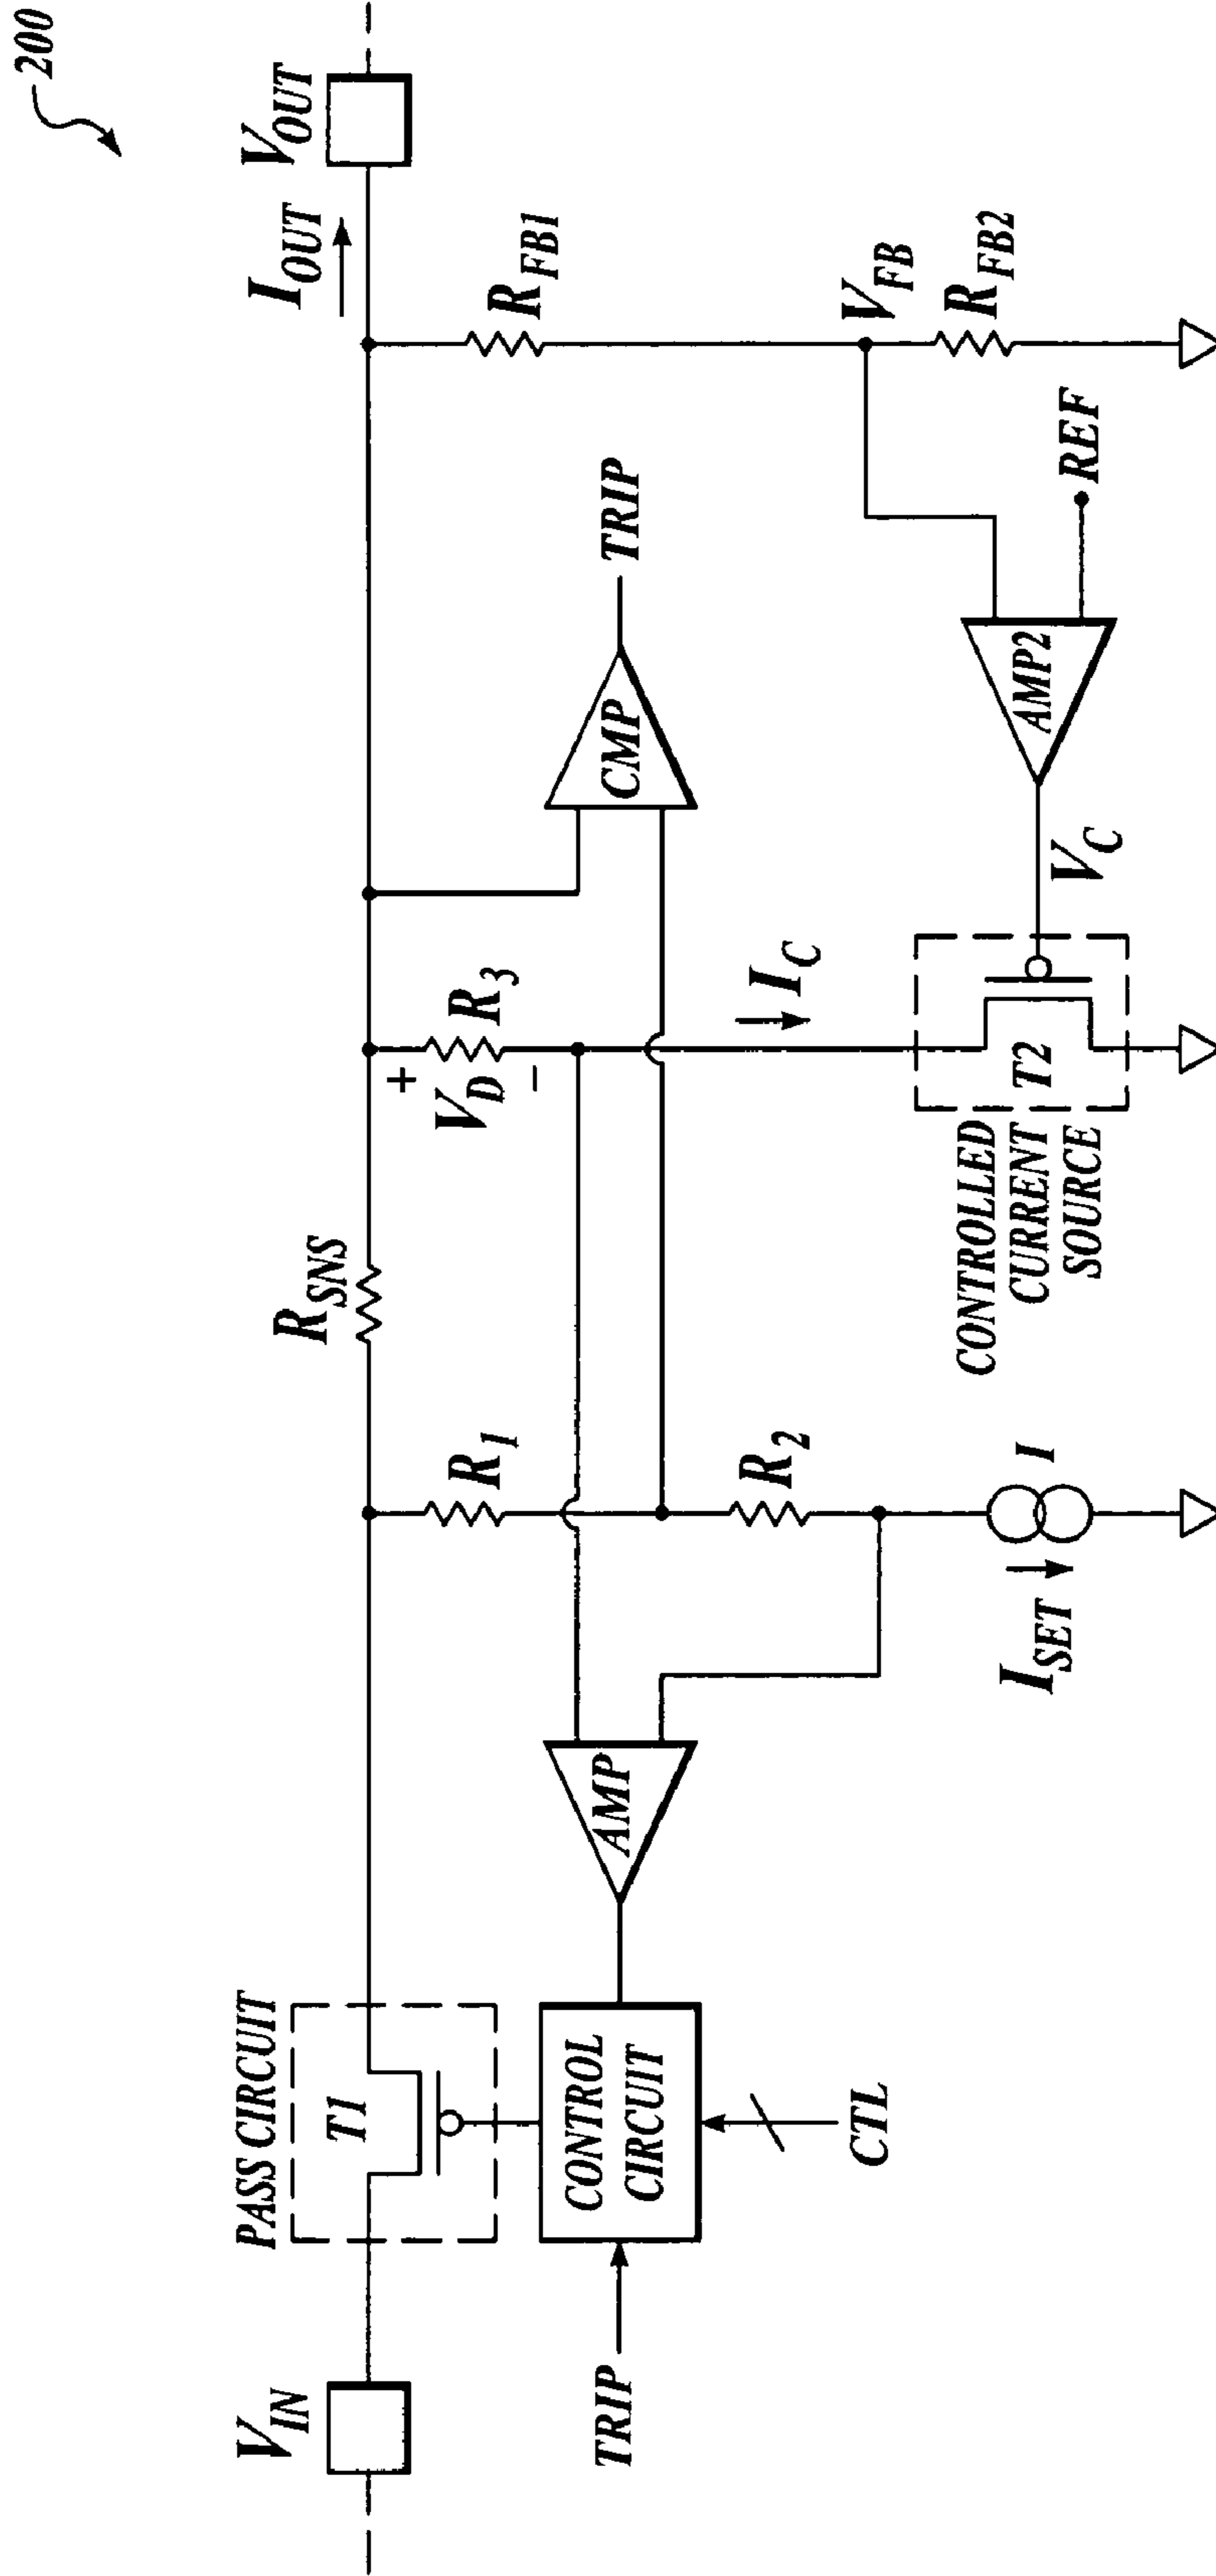 200
V_IN
PASS CIRCUIT
T1
R_SNS
I_OUT
V_OUT
TRIP
CONTROL
CIRCUIT
CTL
AMP
R_1
R_2
I_SET
I
+
V_D
−
R_3
I_C
CMP
TRIP
R_FB1
V_FB
R_FB2
CONTROLLED
CURRENT
SOURCE
T2
V_C
AMP2
REF